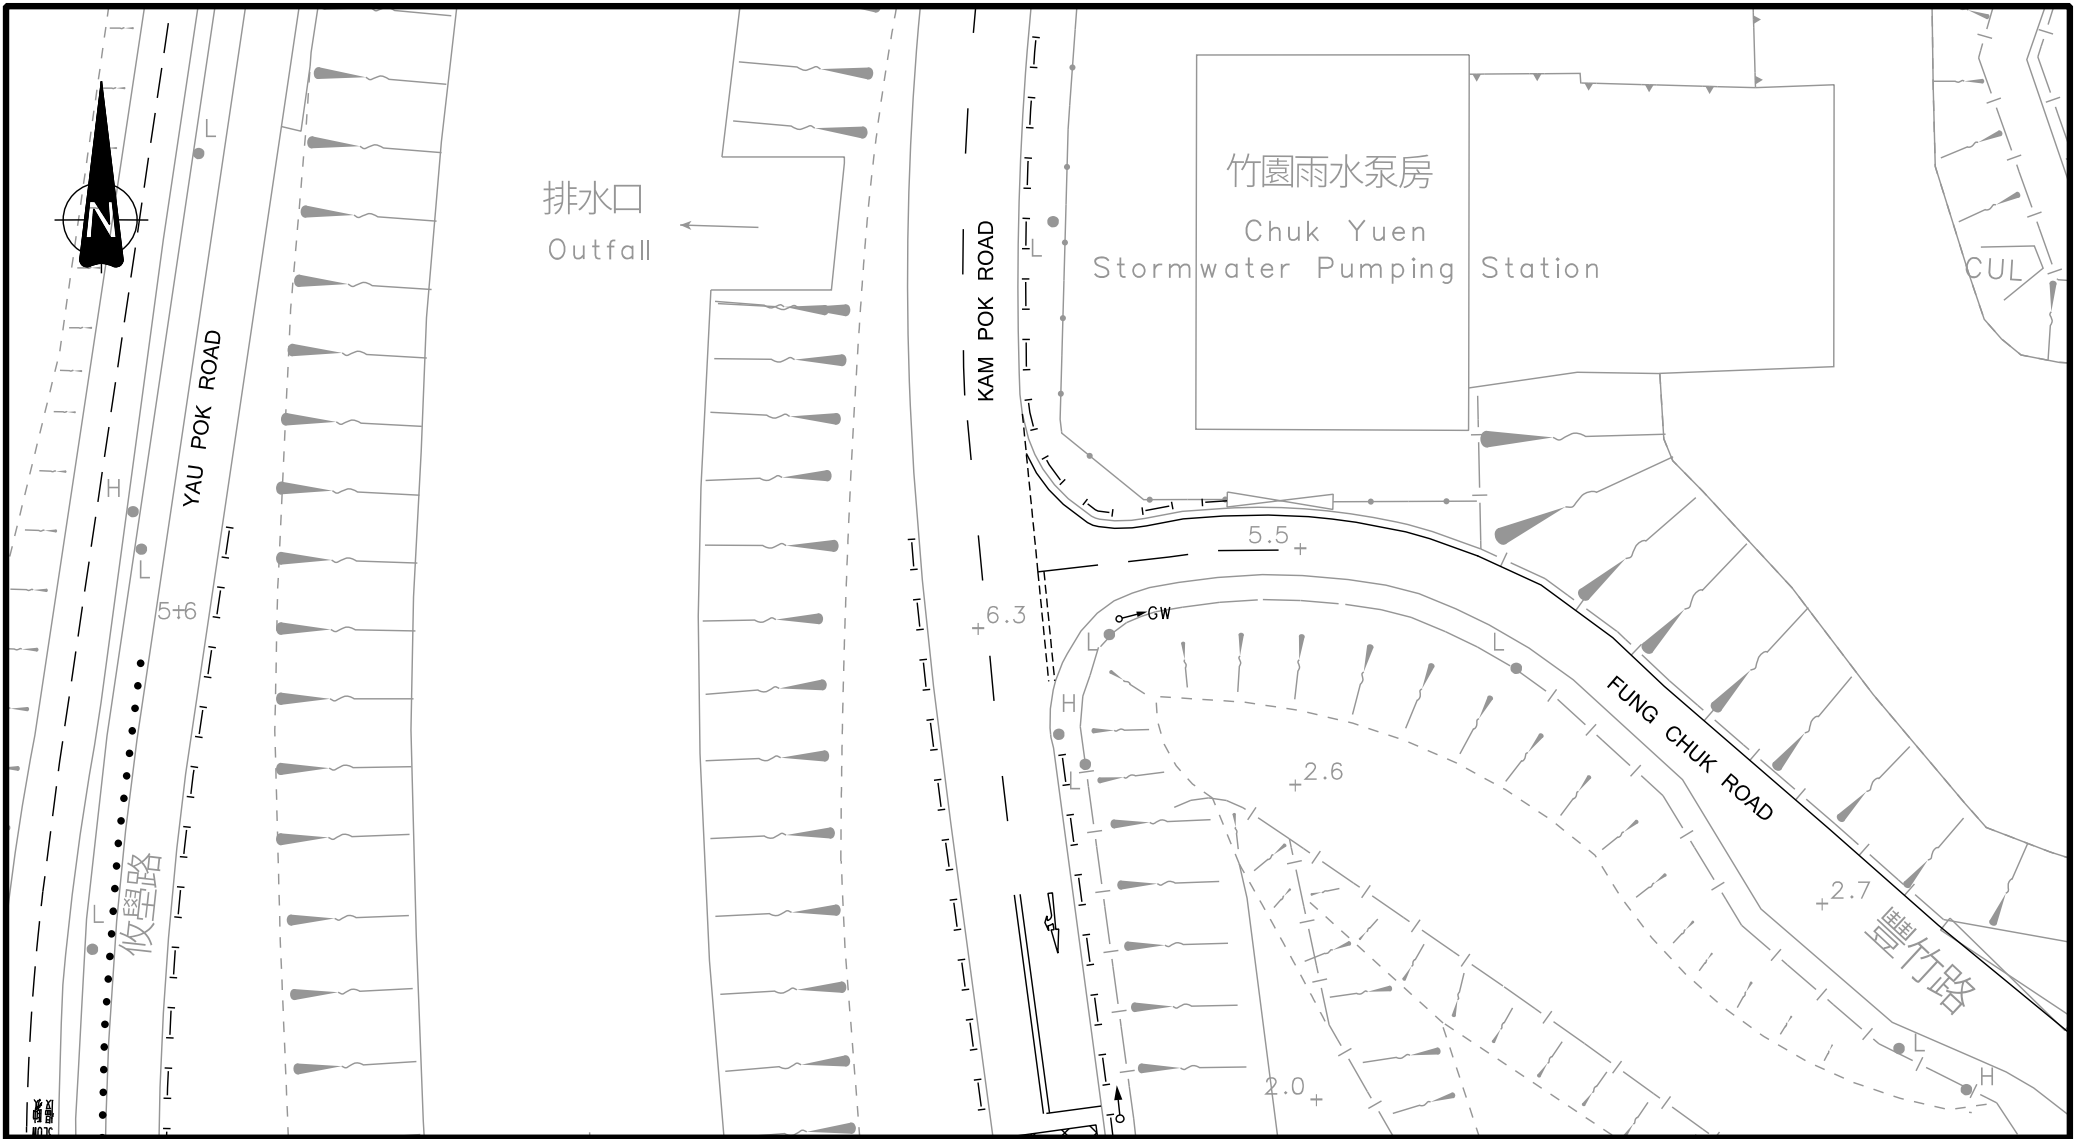 N
L
排水口
Outfall
KAM POK ROAD
L
竹園雨水泵房
Chuk Yuen
Stormwater Pumping Station
CUL
YAU POK ROAD
H
L
5+6
5.5
6.3
GW
L
L
H
L
2.6
FUNG CHUK ROAD
2.7
豐竹路
攸壆路
L
L
H
2.0
SLOW